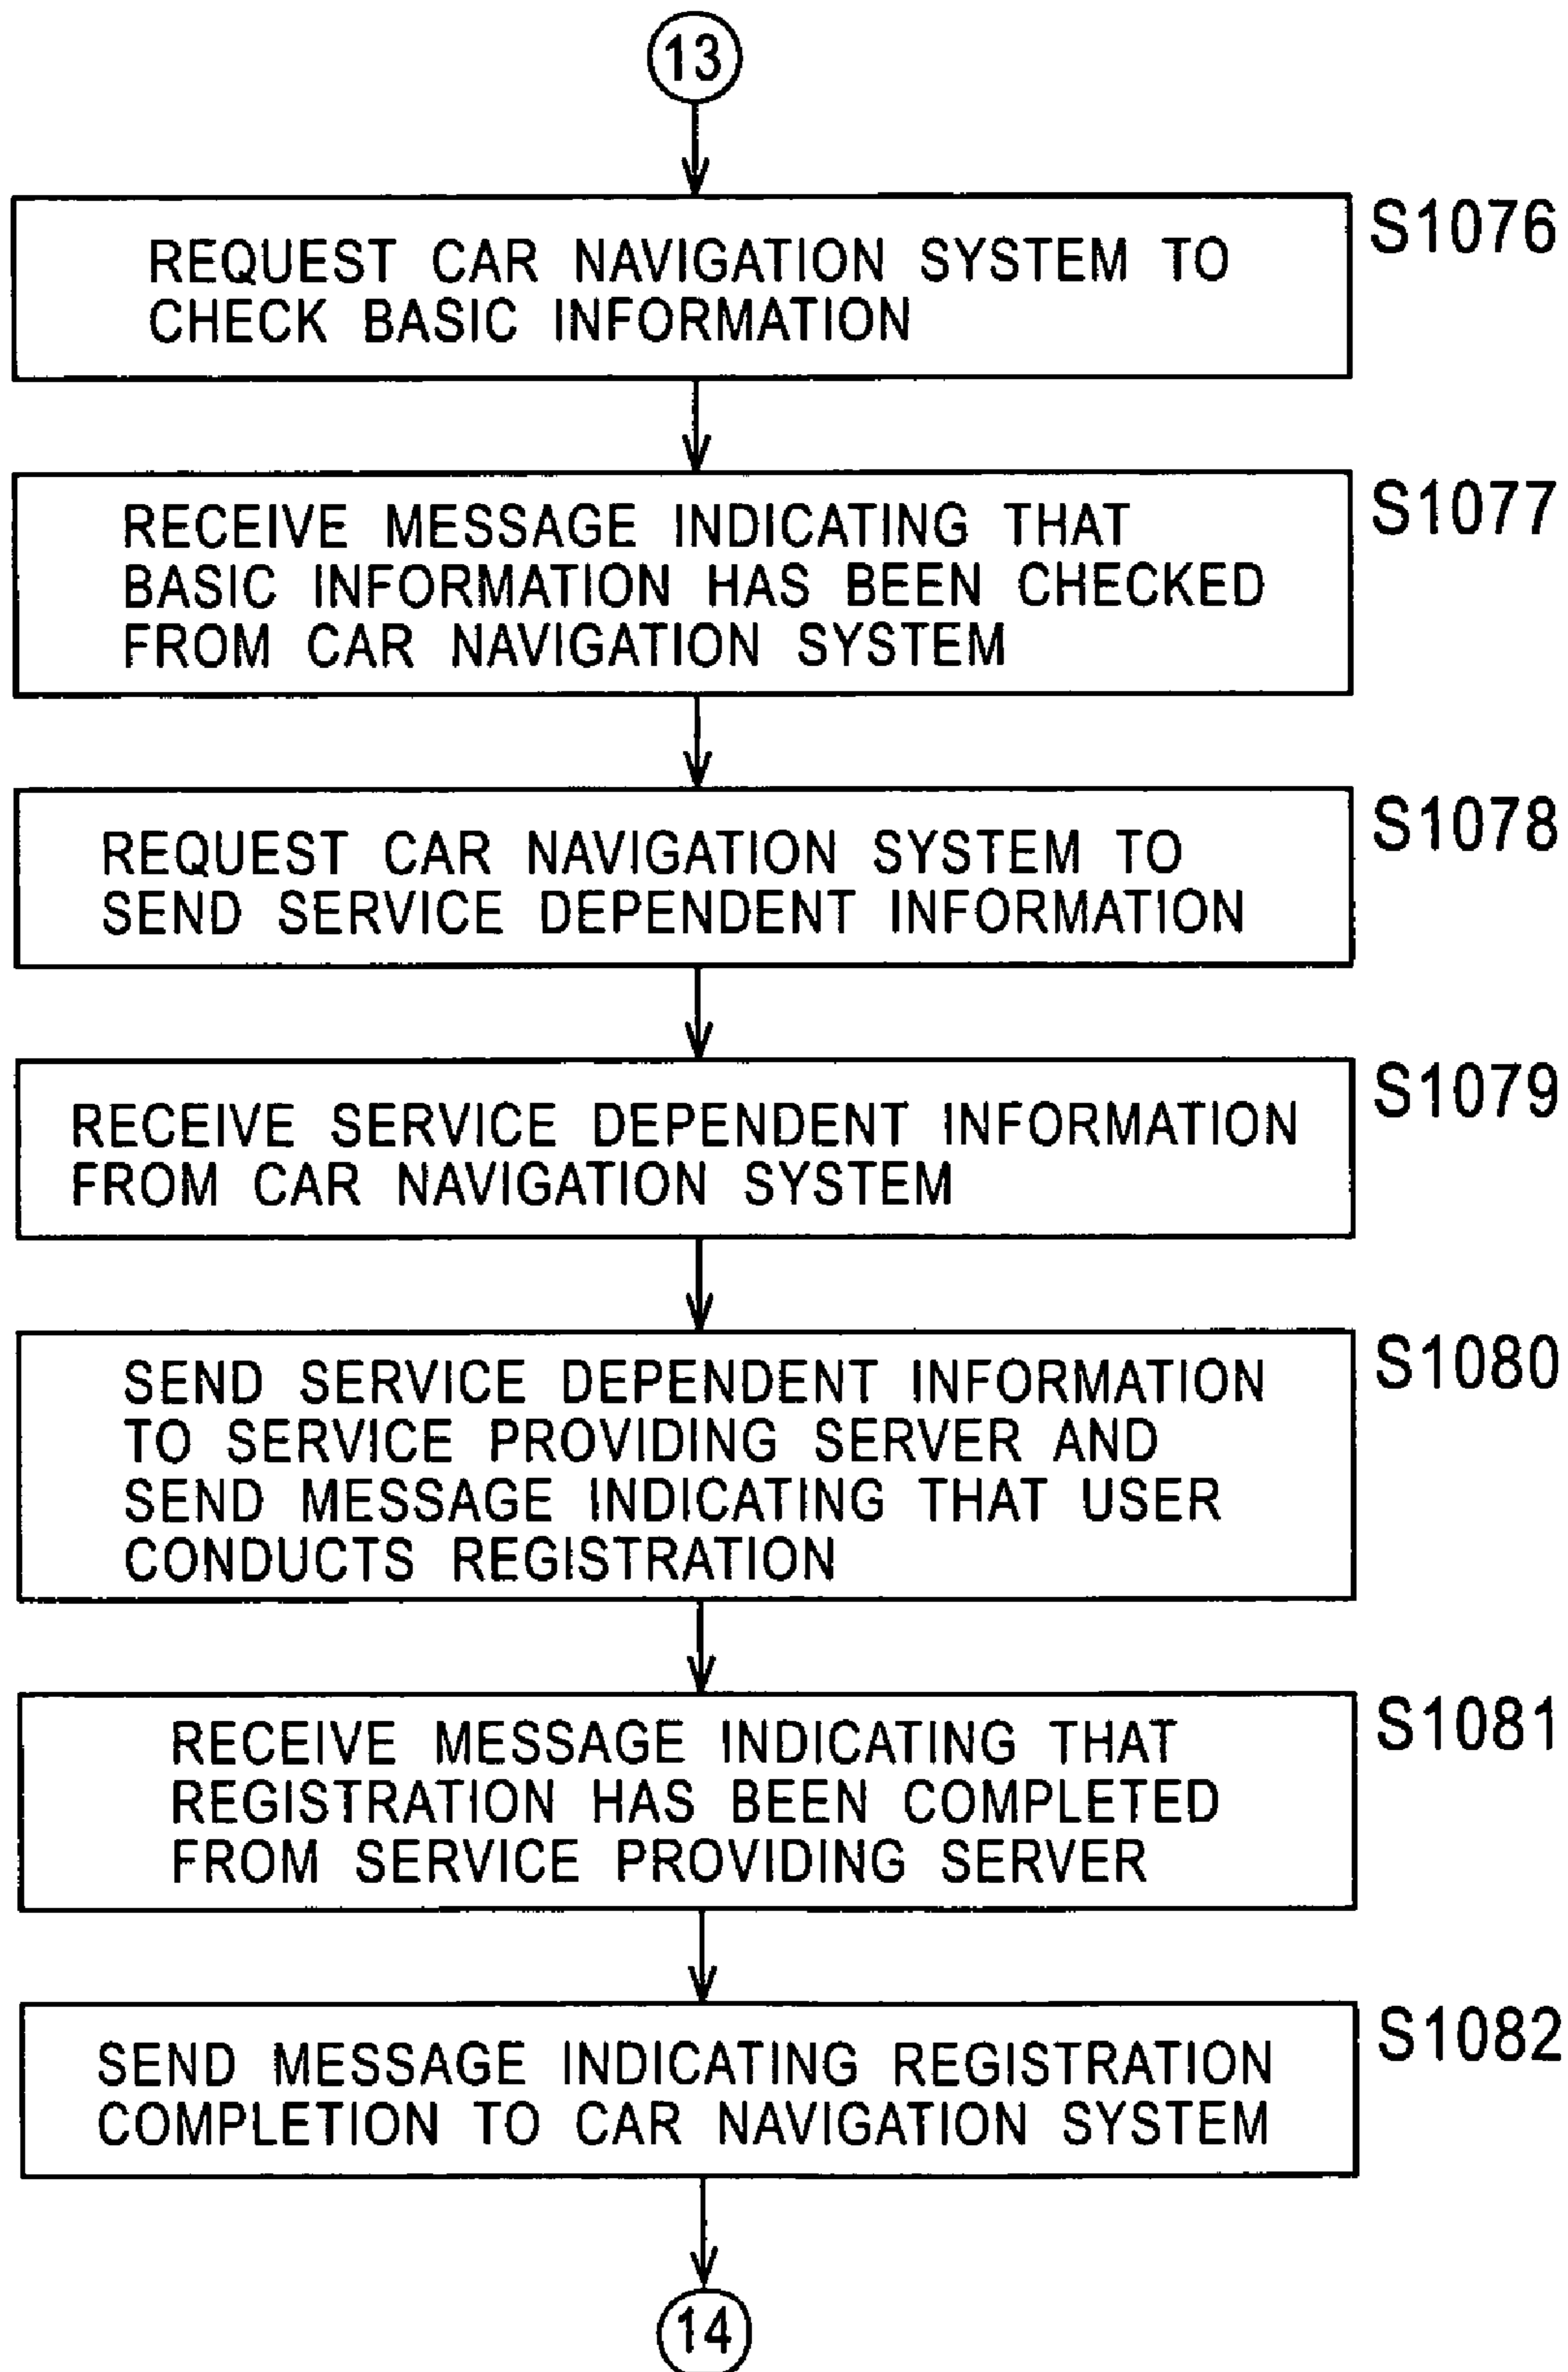 13
S1076
REQUEST CAR NAVIGATION SYSTEM TO
CHECK BASIC INFORMATION
S1077
RECEIVE MESSAGE INDICATING THAT
BASIC INFORMATION HAS BEEN CHECKED
FROM CAR NAVIGATION SYSTEM
S1078
REQUEST CAR NAVIGATION SYSTEM TO
SEND SERVICE DEPENDENT INFORMATION
S1079
RECEIVE SERVICE DEPENDENT INFORMATION
FROM CAR NAVIGATION SYSTEM
S1080
SEND SERVICE DEPENDENT INFORMATION
TO SERVICE PROVIDING SERVER AND
SEND MESSAGE INDICATING THAT USER
CONDUCTS REGISTRATION
S1081
RECEIVE MESSAGE INDICATING THAT
REGISTRATION HAS BEEN COMPLETED
FROM SERVICE PROVIDING SERVER
S1082
SEND MESSAGE INDICATING REGISTRATION
COMPLETION TO CAR NAVIGATION SYSTEM
14